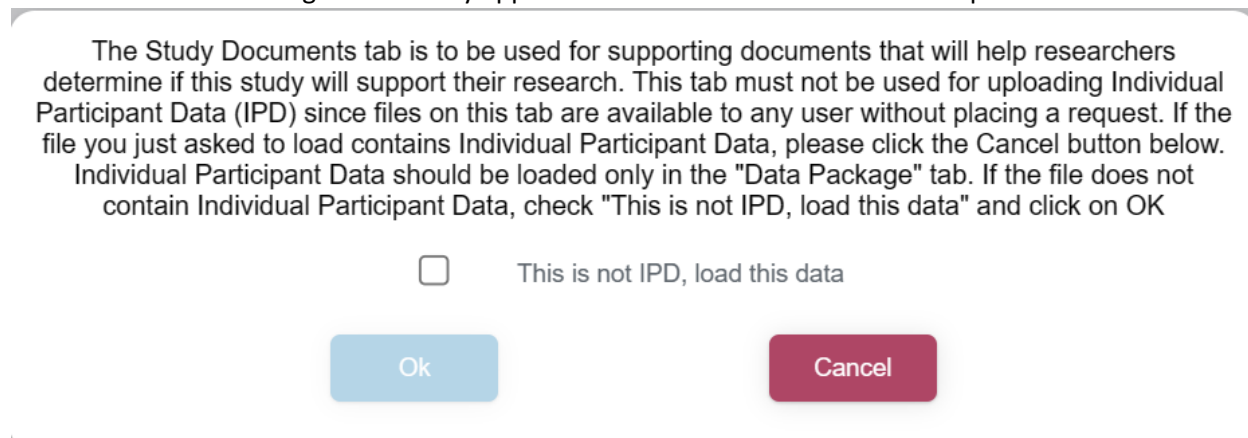 The Study Documents tab is to be used for supporting documents that will help researchers
determine if this study will support their research. This tab must not be used for uploading Individual
Participant Data (IPD) since files on this tab are available to any user without placing a request. If the
file you just asked to load contains Individual Participant Data, please click the Cancel button below.
Individual Participant Data should be loaded only in the "Data Package" tab. If the file does not
contain Individual Participant Data, check "This is not IPD, load this data" and click on OK
This is not IPD, load this data
Ok
Cancel